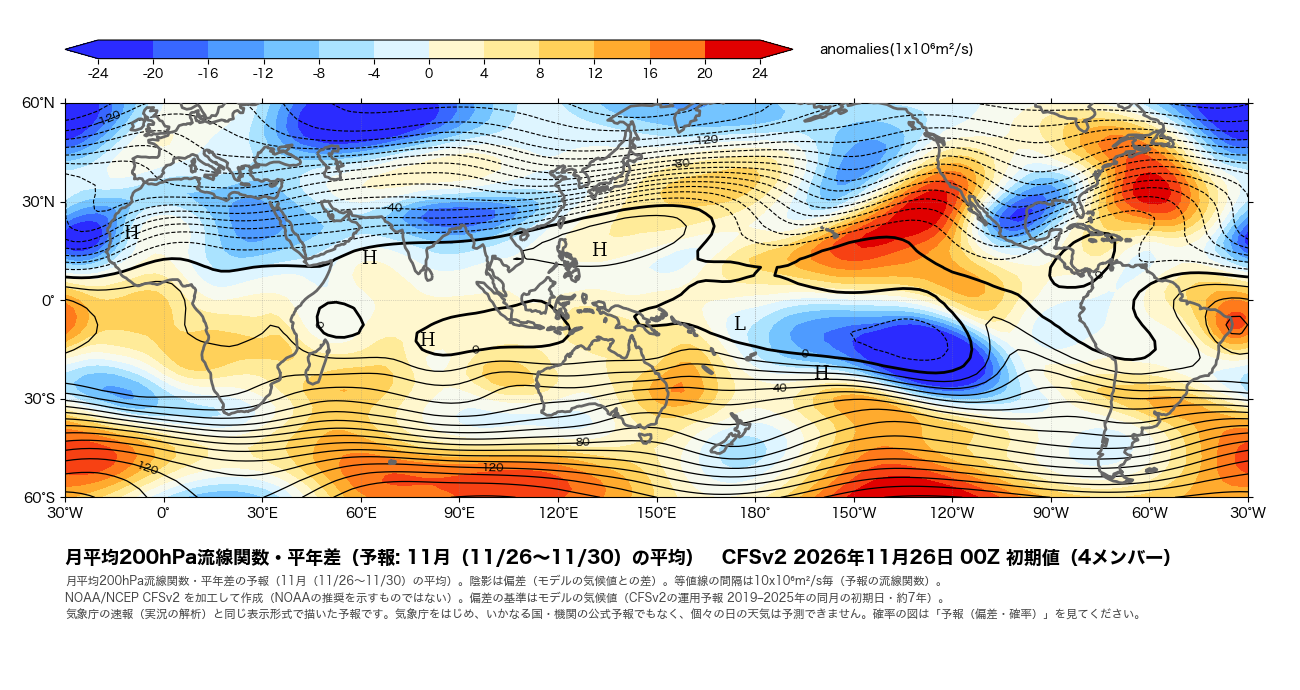 anomalies(1x10⁶m²/s)
-24 -20 -16 -12 -8 -4 0 4 8 12 16 20 24
60°N
30°N
0°
30°S
60°S
-120
-120
-80
-40
H
H
H
H
L
H
0
0
0
40
80
120
120
30°W 0° 30°E 60°E 90°E 120°E 150°E 180° 150°W 120°W 90°W 60°W 30°W
月平均200hPa流線関数・平年差（予報: 11月（11/26〜11/30）の平均） CFSv2 2026年11月26日 00Z 初期値（4メンバー）
月平均200hPa流線関数・平年差の予報（11月（11/26〜11/30）の平均）。陰影は偏差（モデルの気候値との差）。等値線の間隔は10x10⁶m²/s毎（予報の流線関数）。
NOAA/NCEP CFSv2 を加工して作成（NOAAの推奨を示すものではない）。偏差の基準はモデルの気候値（CFSv2の運用予報 2019–2025年の同月の初期日・約7年）。
気象庁の速報（実況の解析）と同じ表示形式で描いた予報です。気象庁をはじめ、いかなる国・機関の公式予報でもなく、個々の日の天気は予測できません。確率の図は「予報（偏差・確率）」を見てください。